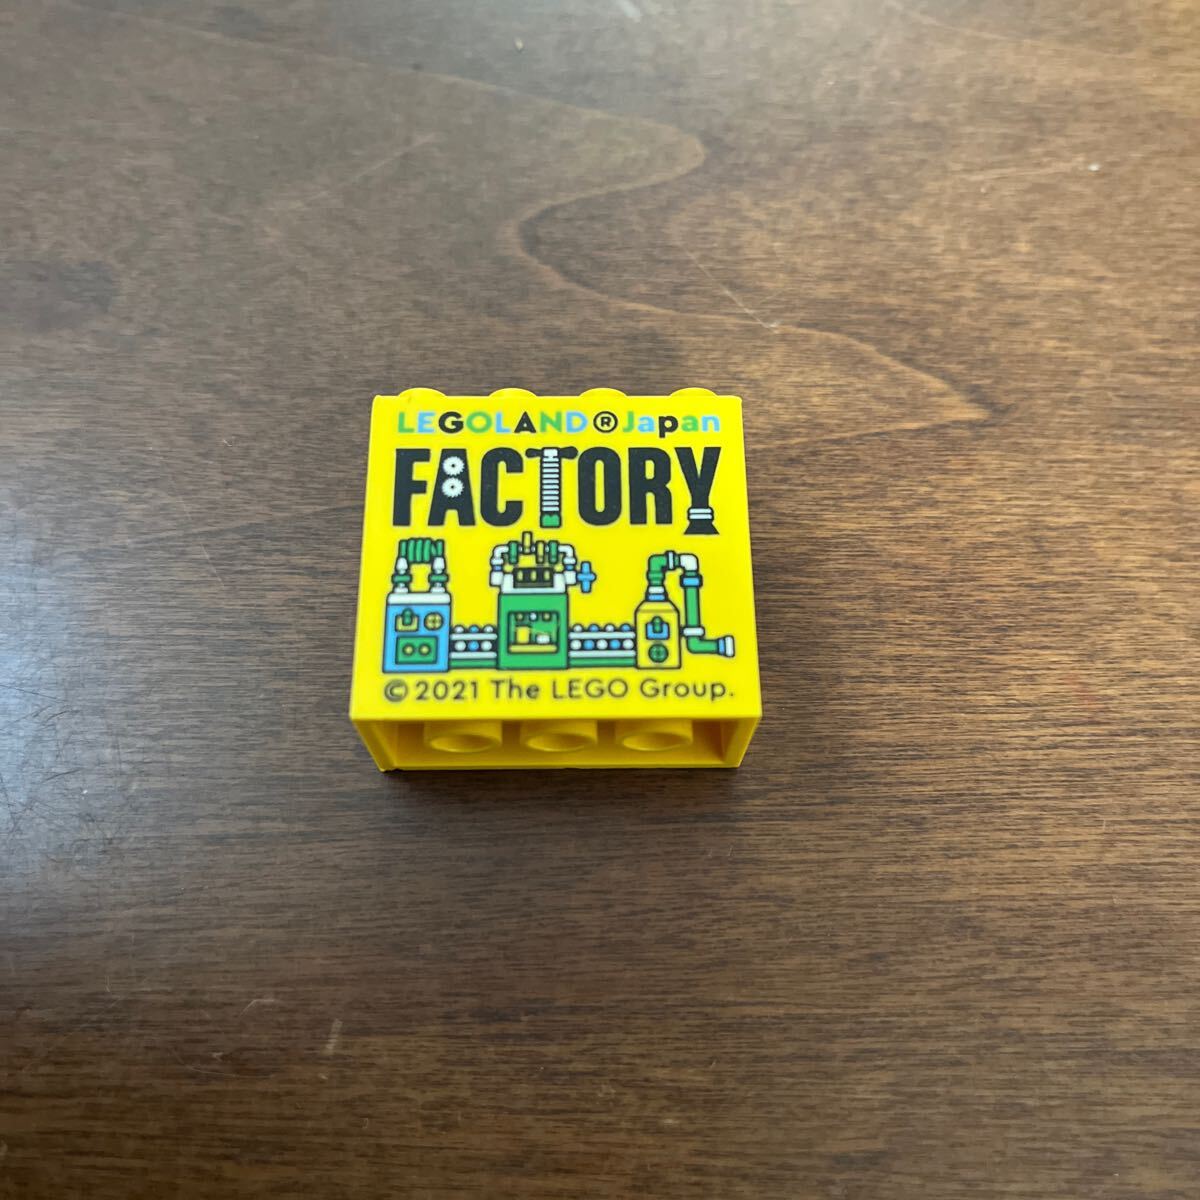 LEGOLAND®Japan
FACTORY
©2021 The LEGO Group.